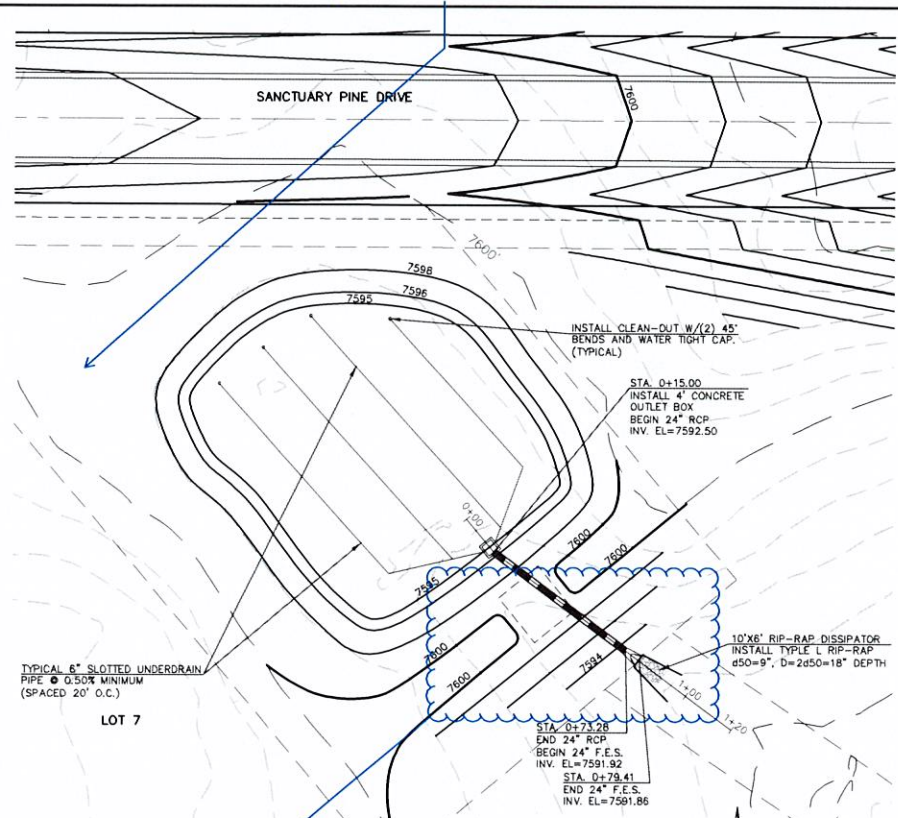 SANCTUARY PINE DRIVE
7600
7600'
7598
7596
7595
INSTALL CLEAN-OUT W/(2) 45°
BENDS AND WATER TIGHT CAP.
(TYPICAL)
STA. 0+15.00
INSTALL 4' CONCRETE
OUTLET BOX
BEGIN 24" RCP
INV. EL=7592.50
0+00
7600
7600
7595
7600
7600
7594
10'X6' RIP-RAP DISSIPATOR
INSTALL TYPLE L RIP-RAP
d50=9", D=2d50=18" DEPTH
TYPICAL 6" SLOTTED UNDERDRAIN
PIPE @ 0.50% MINIMUM
(SPACED 20' O.C.)
LOT 7
1+00
1+20
STA. 0+73.28
END 24" RCP
BEGIN 24" F.E.S.
INV. EL=7591.92
STA. 0+79.41
END 24" F.E.S.
INV. EL=7591.86